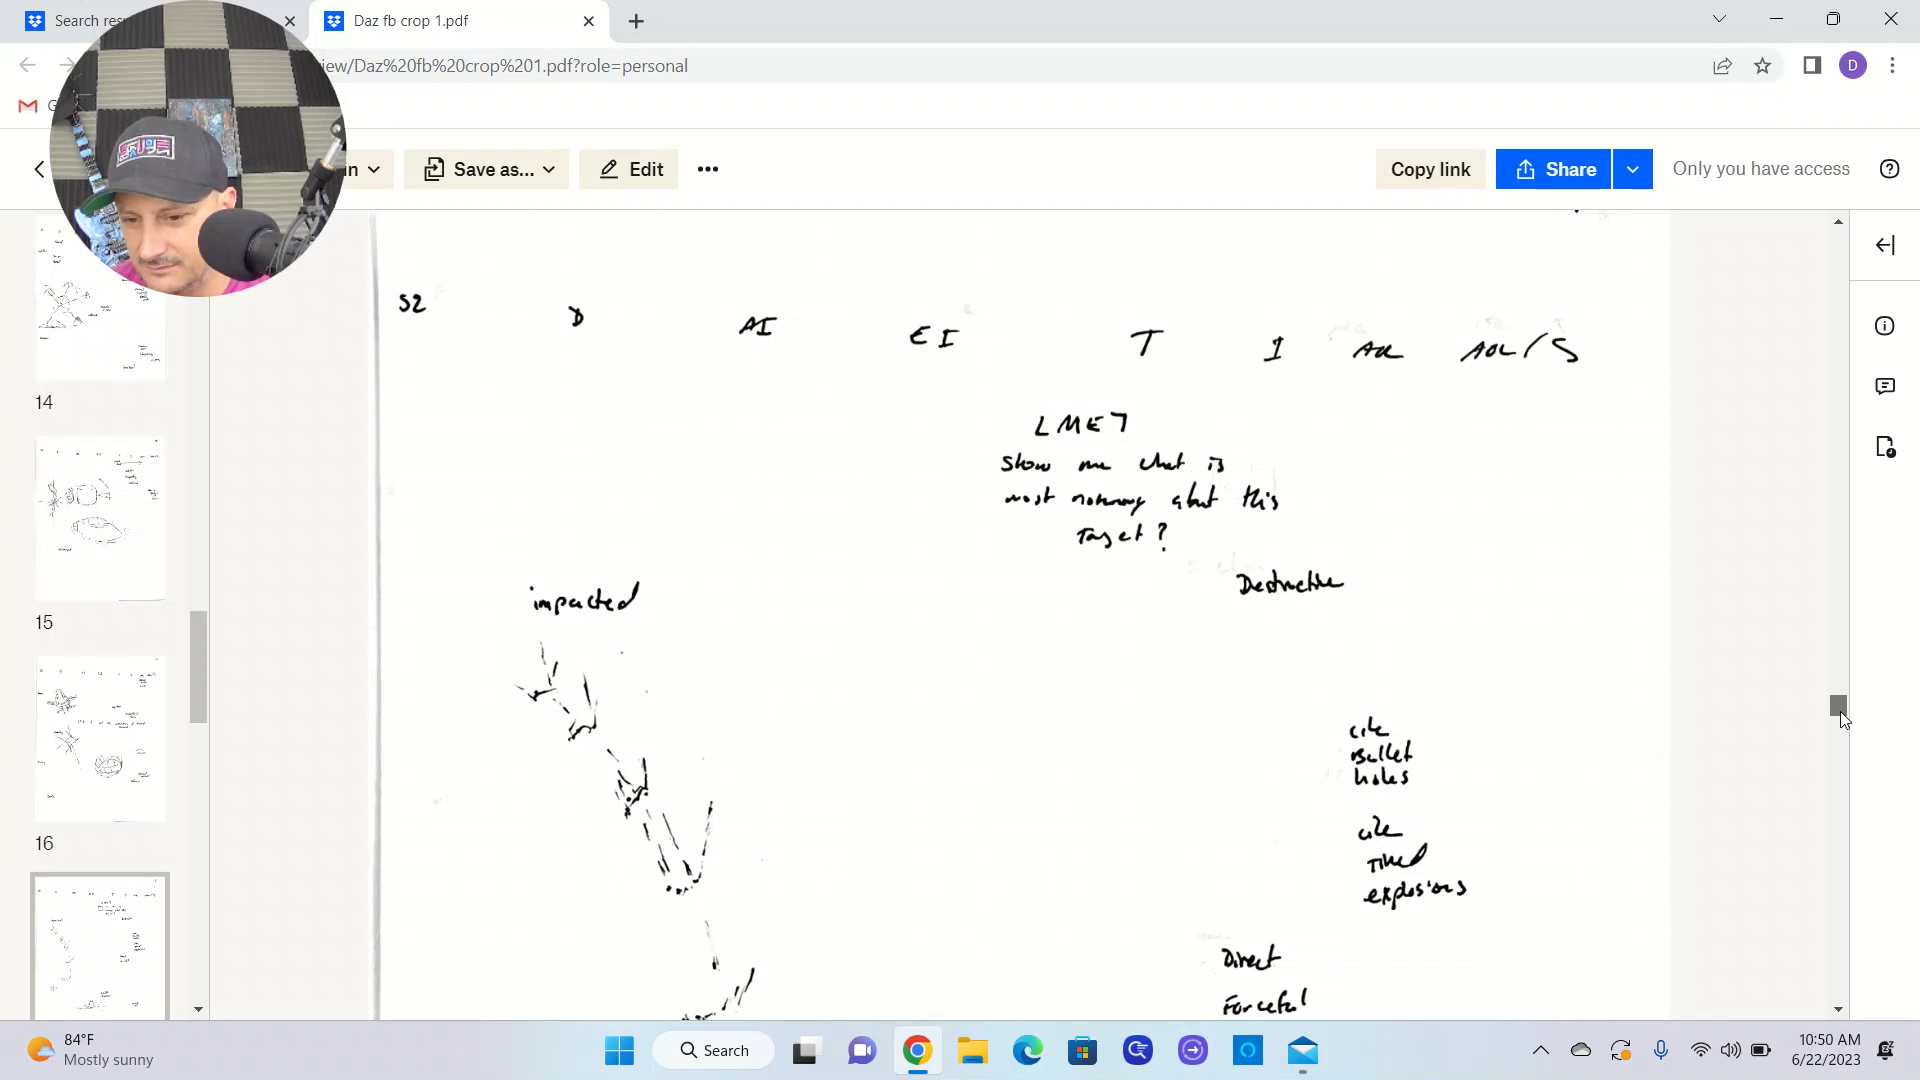 Search res
Daz fb crop 1.pdf
iew/Daz%20fb%20crop%201.pdf?role=personal
D
G
n
Save as...
Edit
Copy link
Share
Only you have access
S2
D
AI
EI
T
I
AOL
AOL/S
14
LMET
Show me what is
most about this
Target?
Destructive
impacted
15
Bullet
holes
Timed
explosions
16
Direct
Forceful
84°F
Mostly sunny
Search
10:50 AM
6/22/2023